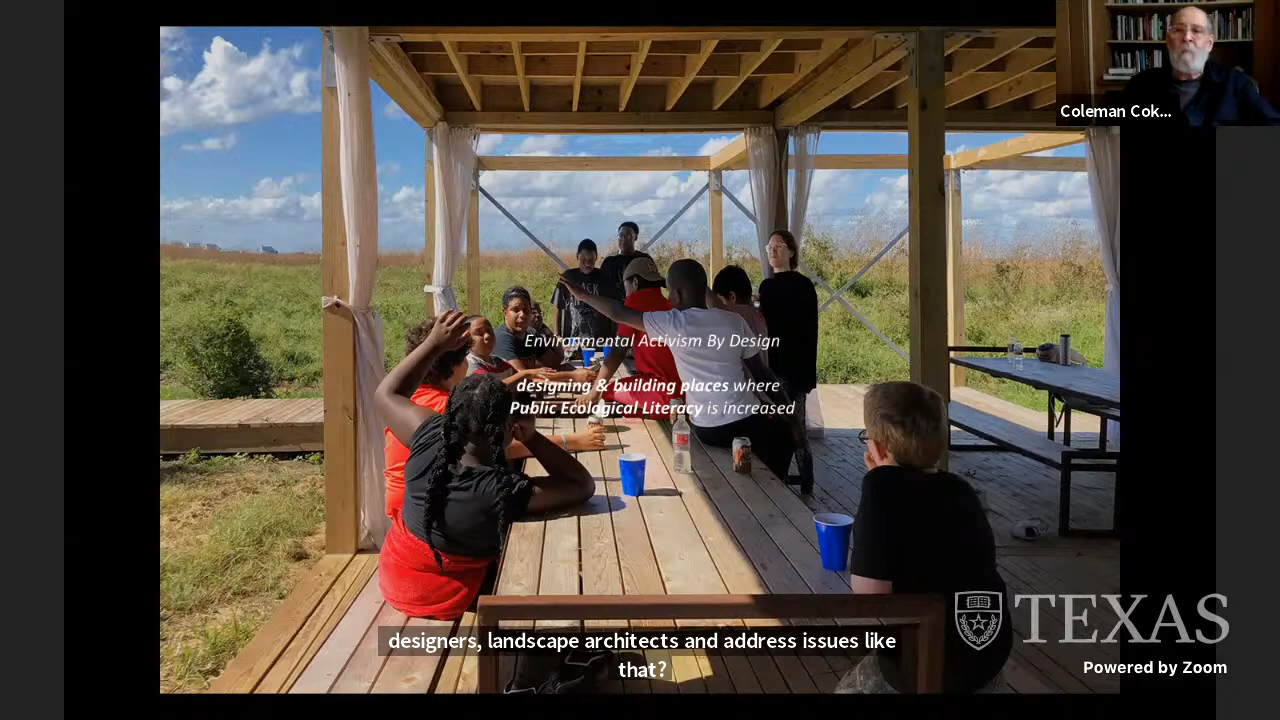 Coleman Cok...
Environmental Activism By Design
designing & building places where
Public Ecological Literacy is increased
TEXAS
designers, landscape architects and address issues like
that?
Powered by Zoom